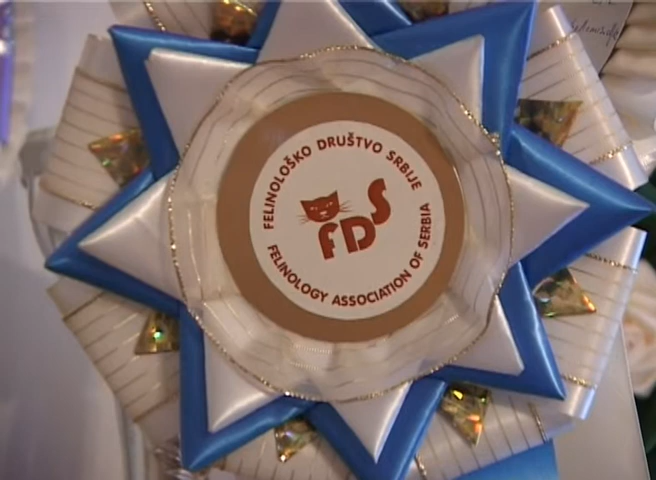 FELINOLOŠKO DRUŠTVO SRBIJE
FDS
FELINOLOGY ASSOCIATION OF SERBIA